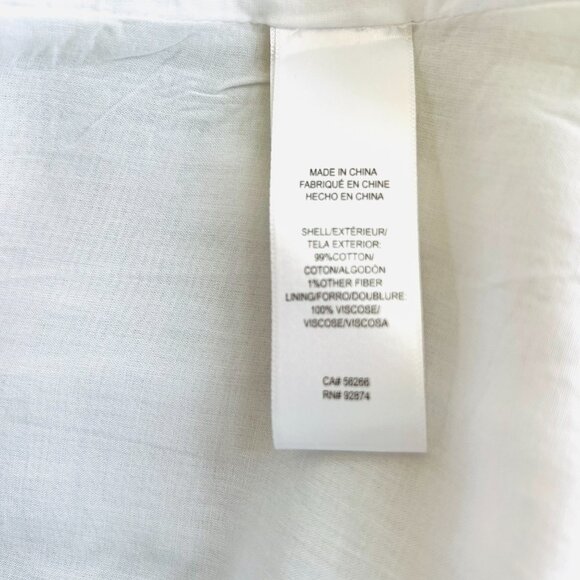 MADE IN CHINA
FABRIQUÉ EN CHINE
HECHO EN CHINA
SHELL/EXTÉRIEUR/
TELA EXTERIOR:
99%COTTON/
COTON/ALGODÓN
1%OTHER FIBER
LINING/FORRO/DOUBLURE:
100% VISCOSE/
VISCOSE/VISCOSA
CA# 56266
RN# 92874